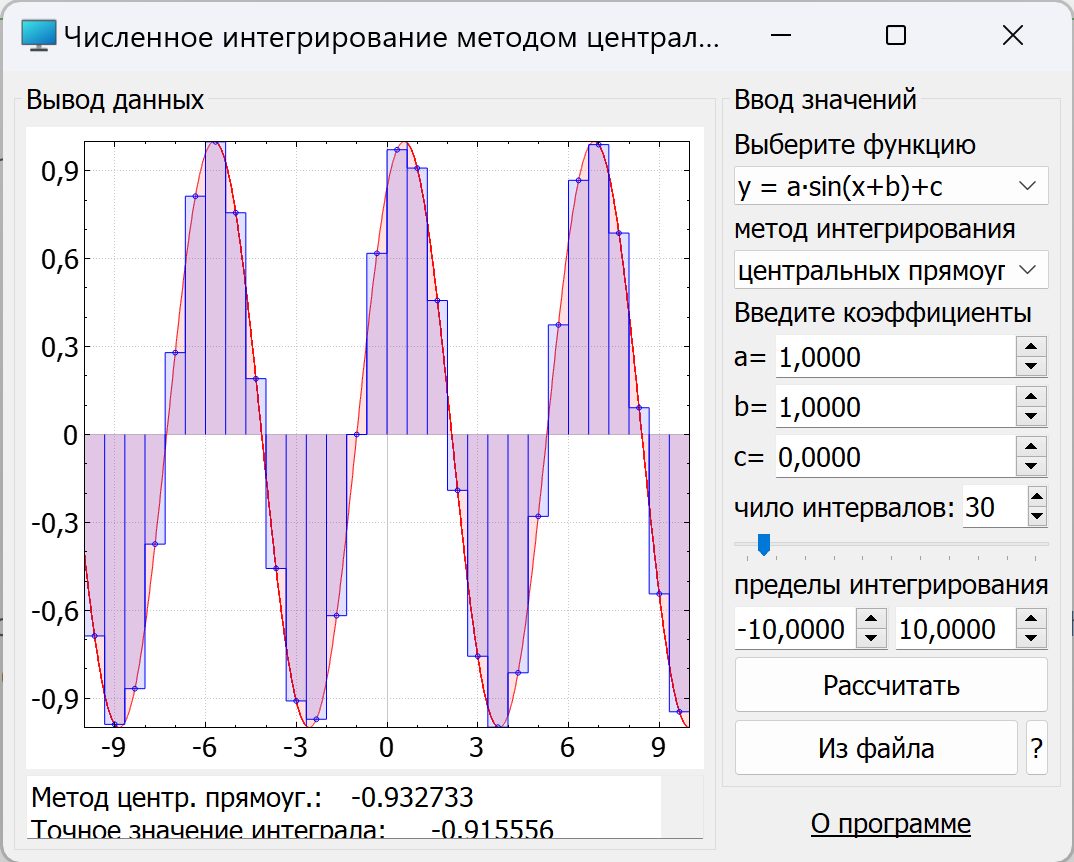 Численное интегрирование методом централ...
Вывод данных
0,9
0,6
0,3
0
-0,3
-0,6
-0,9
-9 -6 -3 0 3 6 9
Метод центр. прямоуг.: -0.932733
Точное значение интеграла: -0.915556
Ввод значений
Выберите функцию
y = a·sin(x+b)+c
метод интегрирования
центральных прямоуг
Введите коэффициенты
a= 1,0000
b= 1,0000
c= 0,0000
чило интервалов: 30
пределы интегрирования
-10,0000 10,0000
Рассчитать
Из файла ?
О программе